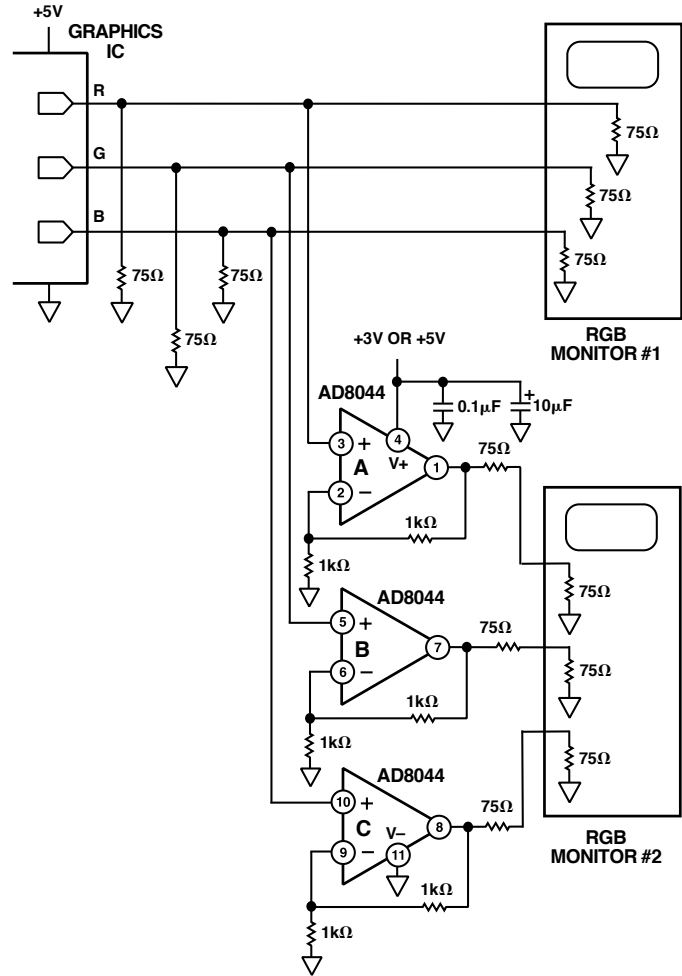 +5V
GRAPHICS
IC
R
G
B
75Ω
75Ω
75Ω
75Ω
75Ω
75Ω
RGB
MONITOR #1
+3V OR +5V
AD8044
0.1µF
+
10µF
3
+
4
V+
A
1
75Ω
2
−
1kΩ
1kΩ
AD8044
5
+
B
7
75Ω
6
−
1kΩ
1kΩ
75Ω
75Ω
75Ω
AD8044
10
+
C
V−
8
75Ω
9
−
11
1kΩ
1kΩ
RGB
MONITOR #2